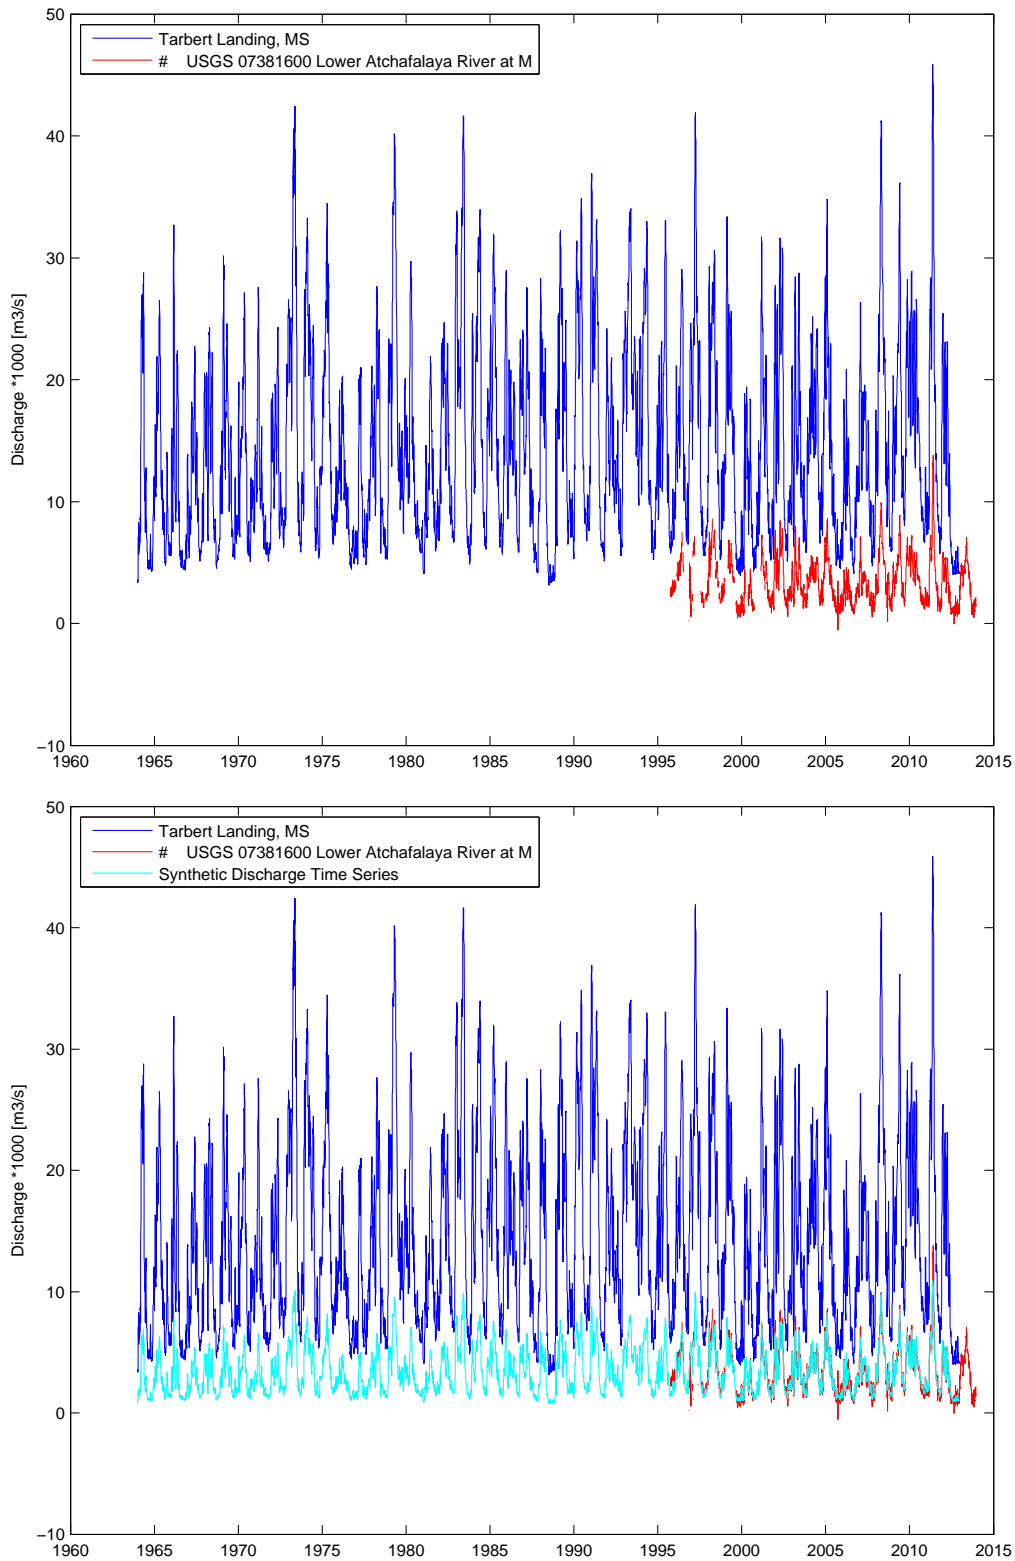 50
Tarbert Landing, MS
# USGS 07381600 Lower Atchafalaya River at M
40
30
20
10
0
−10
Discharge *1000 [m3/s]
1960 1965 1970 1975 1980 1985 1990 1995 2000 2005 2010 2015
50
Tarbert Landing, MS
# USGS 07381600 Lower Atchafalaya River at M
Synthetic Discharge Time Series
40
30
20
10
0
−10
Discharge *1000 [m3/s]
1960 1965 1970 1975 1980 1985 1990 1995 2000 2005 2010 2015